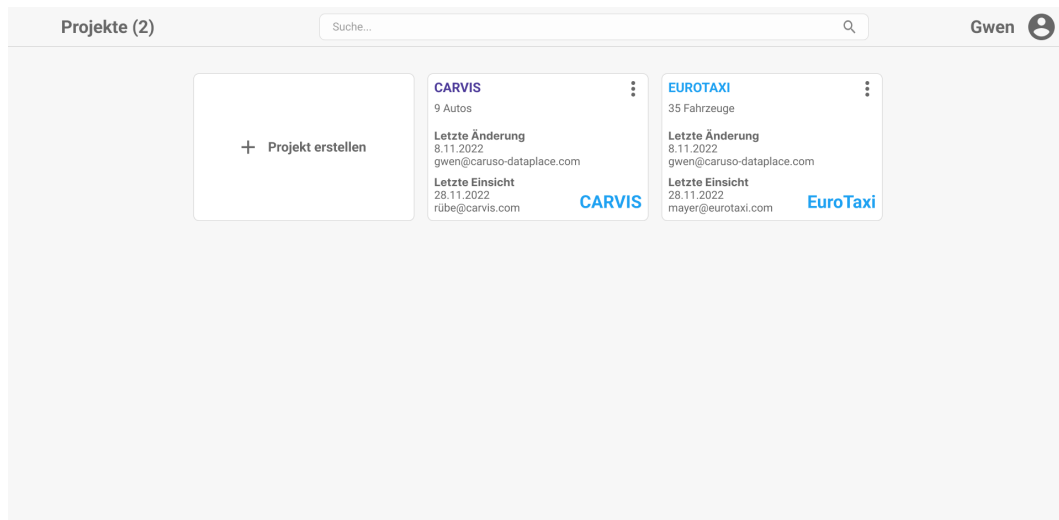 Projekte (2)
Suche...
Gwen
Projekt erstellen
CARVIS
9 Autos
Letzte Änderung
8.11.2022
gwen@caruso-dataplace.com
Letzte Einsicht
28.11.2022
rübe@carvis.com
CARVIS
EUROTAXI
35 Fahrzeuge
Letzte Änderung
8.11.2022
gwen@caruso-dataplace.com
Letzte Einsicht
28.11.2022
mayer@eurotaxi.com
EuroTaxi